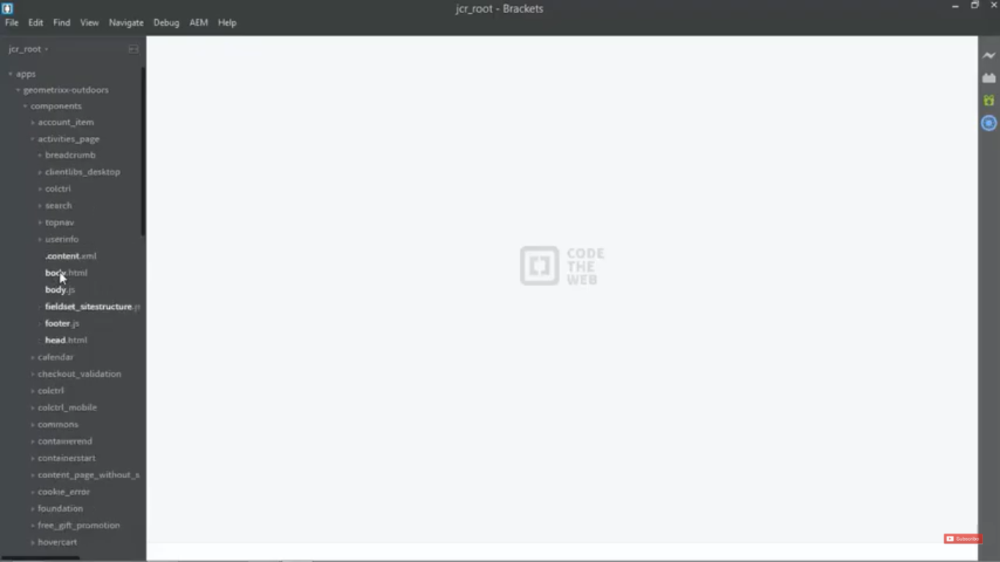 jcr_root - Brackets
File Edit Find View Navigate Debug AEM Help
jcr_root
apps
geometrixx-outdoors
components
account_item
activities_page
breadcrumb
clientlibs_desktop
colctrl
search
topnav
userinfo
.content.xml
body.html
body.js
fieldset_sitestructure.j
footer.js
head.html
calendar
checkout_validation
colctrl
colctrl_mobile
commons
containerend
containerstart
content_page_without_s
cookie_error
foundation
free_gift_promotion
hovercart
CODE
THE
WEB
Subscribe